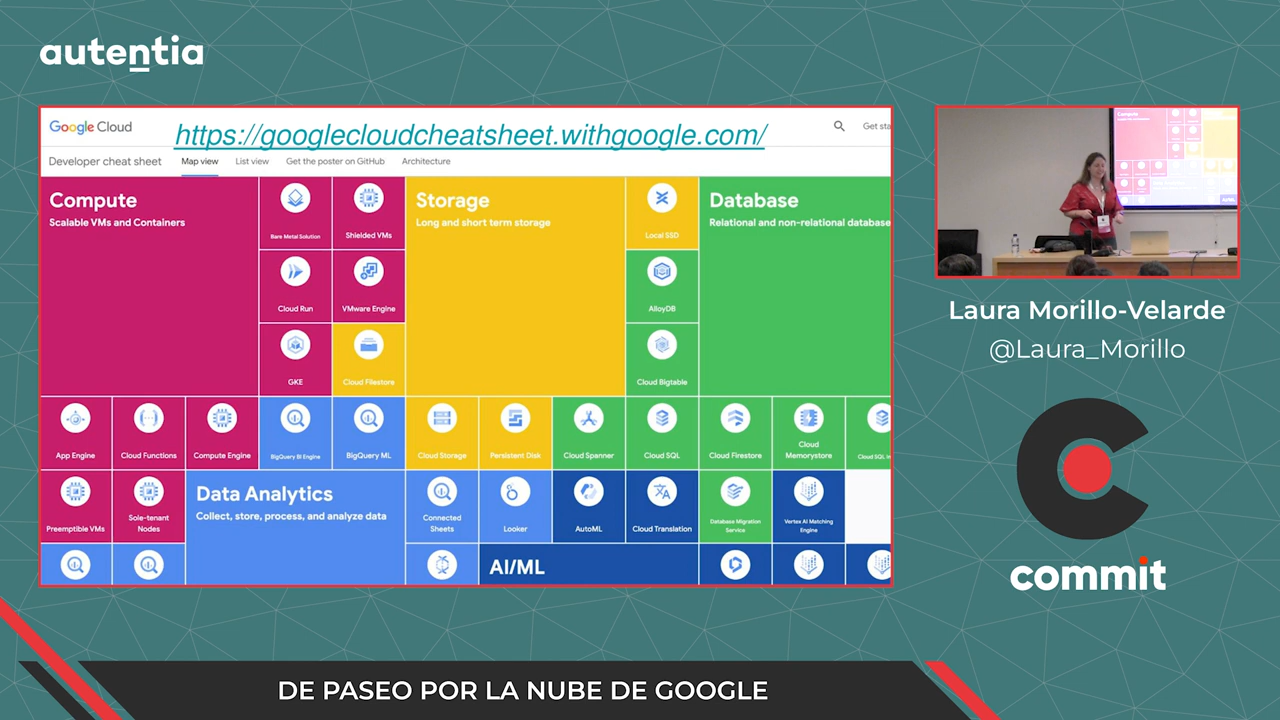 autentia
Google Cloud
https://googlecloudcheatsheet.withgoogle.com/
Get sta
Developer cheat sheet
Map view
List view
Get the poster on GitHub
Architecture
Compute
Scalable VMs and Containers
Bare Metal Solution
Shielded VMs
Storage
Long and short term storage
Local SSD
Database
Relational and non-relational database
Cloud Run
VMware Engine
AlloyDB
GKE
Cloud Filestore
Cloud Bigtable
App Engine
Cloud Functions
Compute Engine
BigQuery BI Engine
BigQuery ML
Cloud Storage
Persistent Disk
Cloud Spanner
Cloud SQL
Cloud Firestore
Cloud
Memorystore
Cloud SQL In
Preemptible VMs
Sole-tenant
Nodes
Data Analytics
Collect, store, process, and analyze data
Connected
Sheets
Looker
AutoML
Cloud Translation
Database Migration
Service
Vertex AI Matching
Engine
AI/ML
Laura Morillo-Velarde
@Laura_Morillo
commit
DE PASEO POR LA NUBE DE GOOGLE